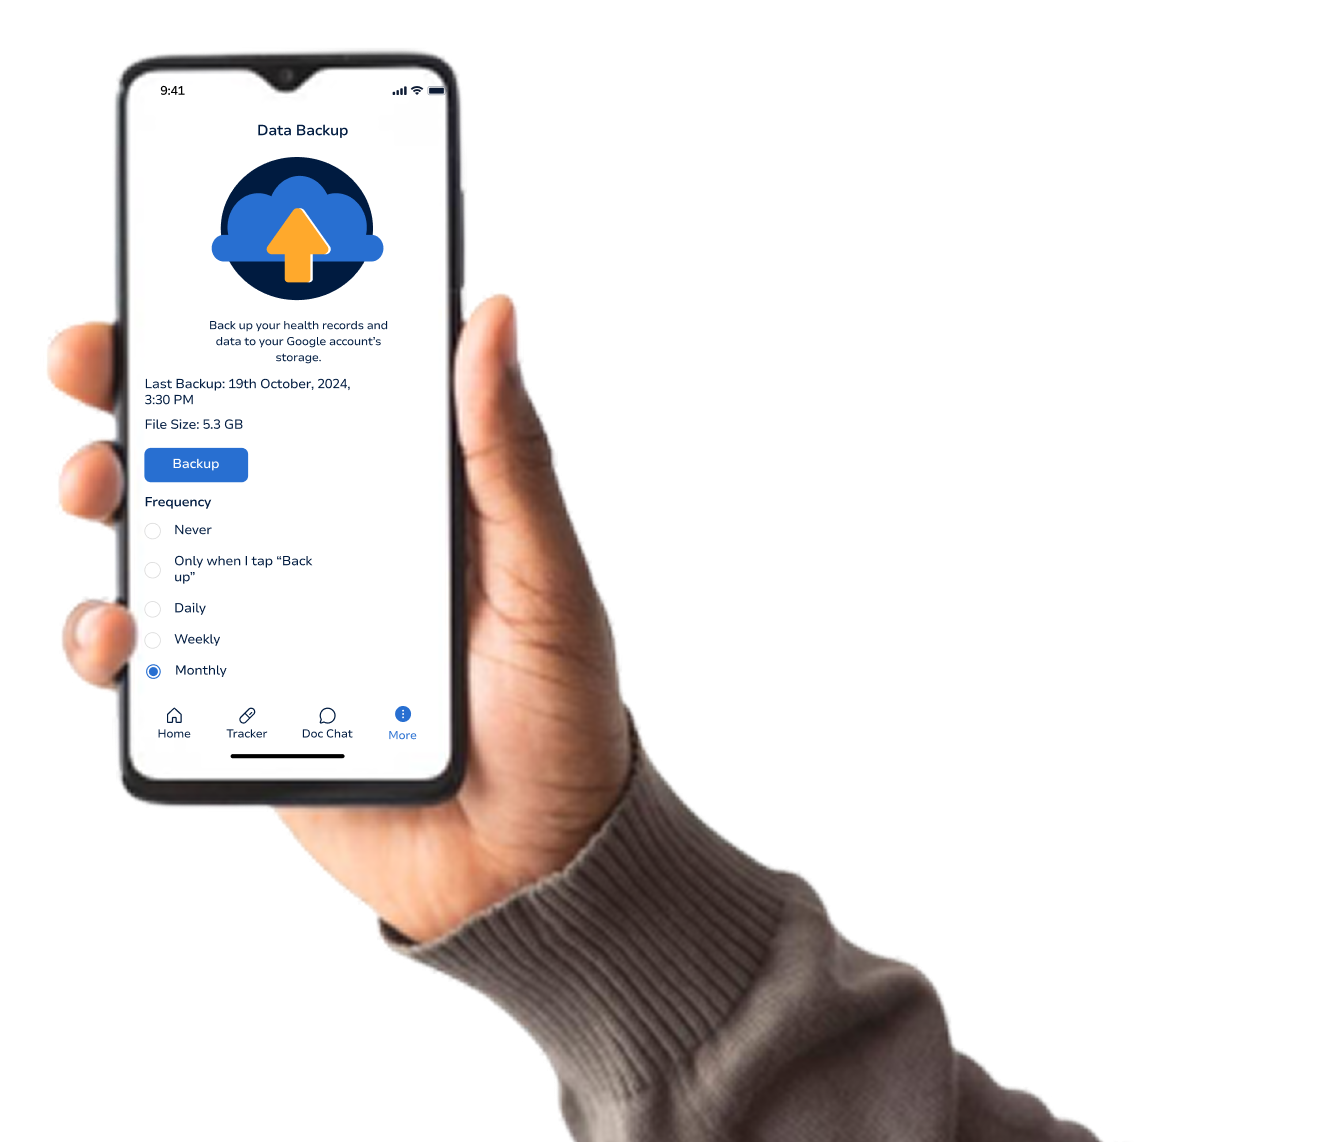 9:41
Data Backup
Back up your health records and
data to your Google account's
storage.
Last Backup: 19th October, 2024,
3:30 PM
File Size: 5.3 GB
Backup
Frequency
Never
Only when I tap “Back
up”
Daily
Weekly
Monthly
Home
Tracker
Doc Chat
More